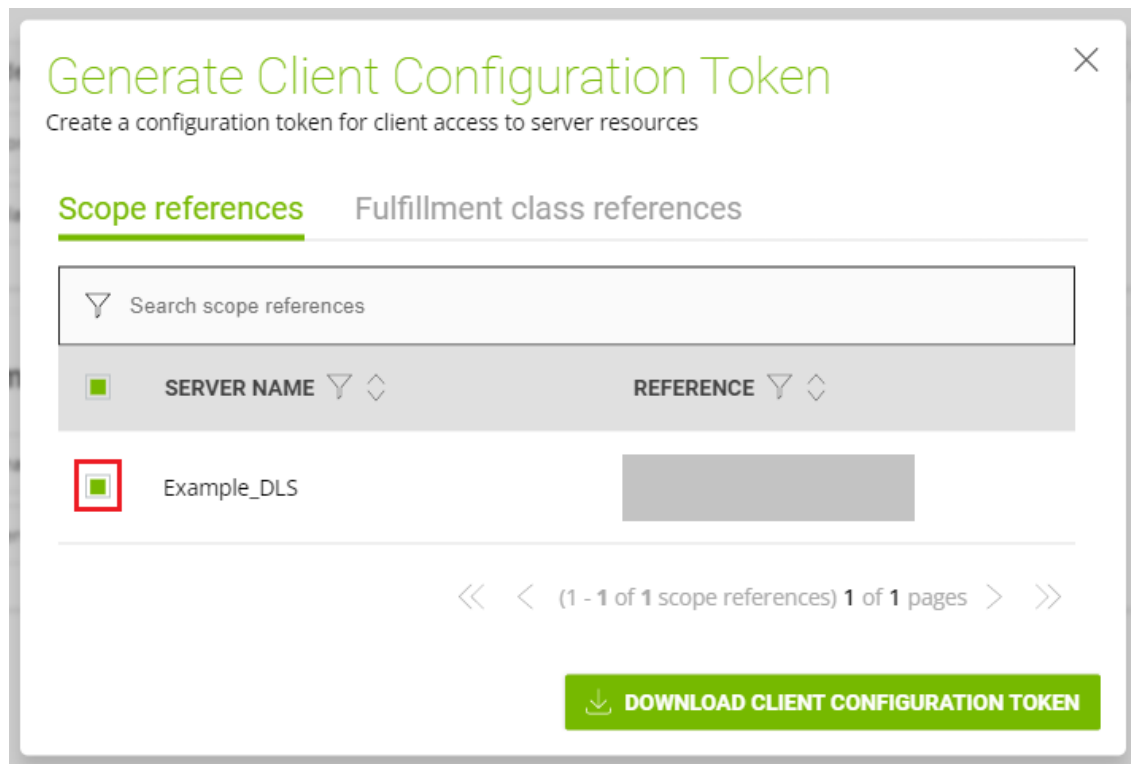 Generate Client Configuration Token
Create a configuration token for client access to server resources
Scope references Fulfillment class references
Search scope references
SERVER NAME REFERENCE
Example_DLS
(1 - 1 of 1 scope references) 1 of 1 pages
DOWNLOAD CLIENT CONFIGURATION TOKEN